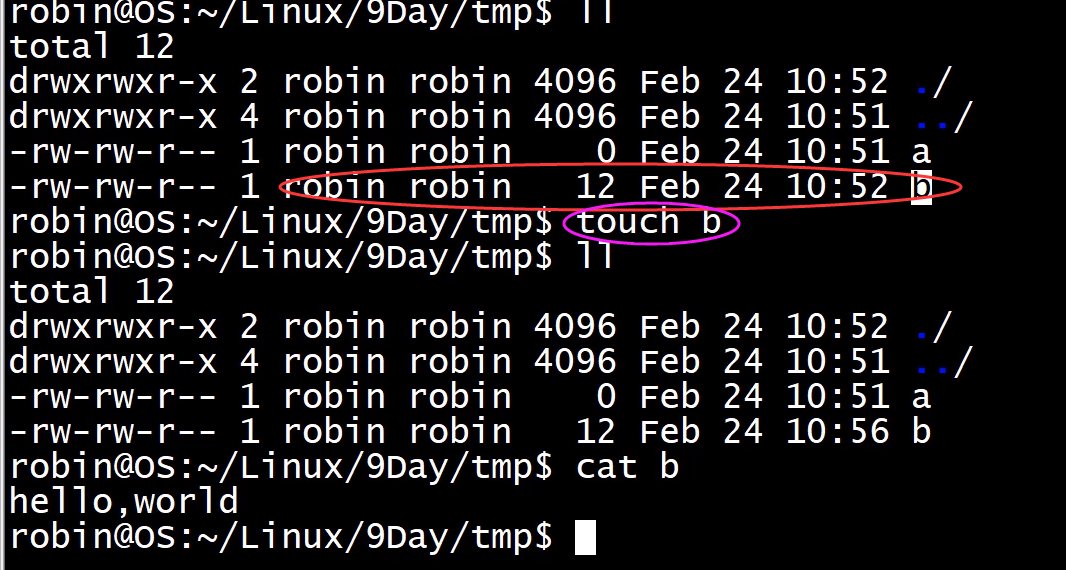 robin@OS:~/Linux/9Day/tmp$ ll
total 12
drwxrwxr-x 2 robin robin 4096 Feb 24 10:52 ./
drwxrwxr-x 4 robin robin 4096 Feb 24 10:51 ../
-rw-rw-r-- 1 robin robin    0 Feb 24 10:51 a
-rw-rw-r-- 1 robin robin   12 Feb 24 10:52 b
robin@OS:~/Linux/9Day/tmp$ touch b
robin@OS:~/Linux/9Day/tmp$ ll
total 12
drwxrwxr-x 2 robin robin 4096 Feb 24 10:52 ./
drwxrwxr-x 4 robin robin 4096 Feb 24 10:51 ../
-rw-rw-r-- 1 robin robin    0 Feb 24 10:51 a
-rw-rw-r-- 1 robin robin   12 Feb 24 10:56 b
robin@OS:~/Linux/9Day/tmp$ cat b
hello,world
robin@OS:~/Linux/9Day/tmp$